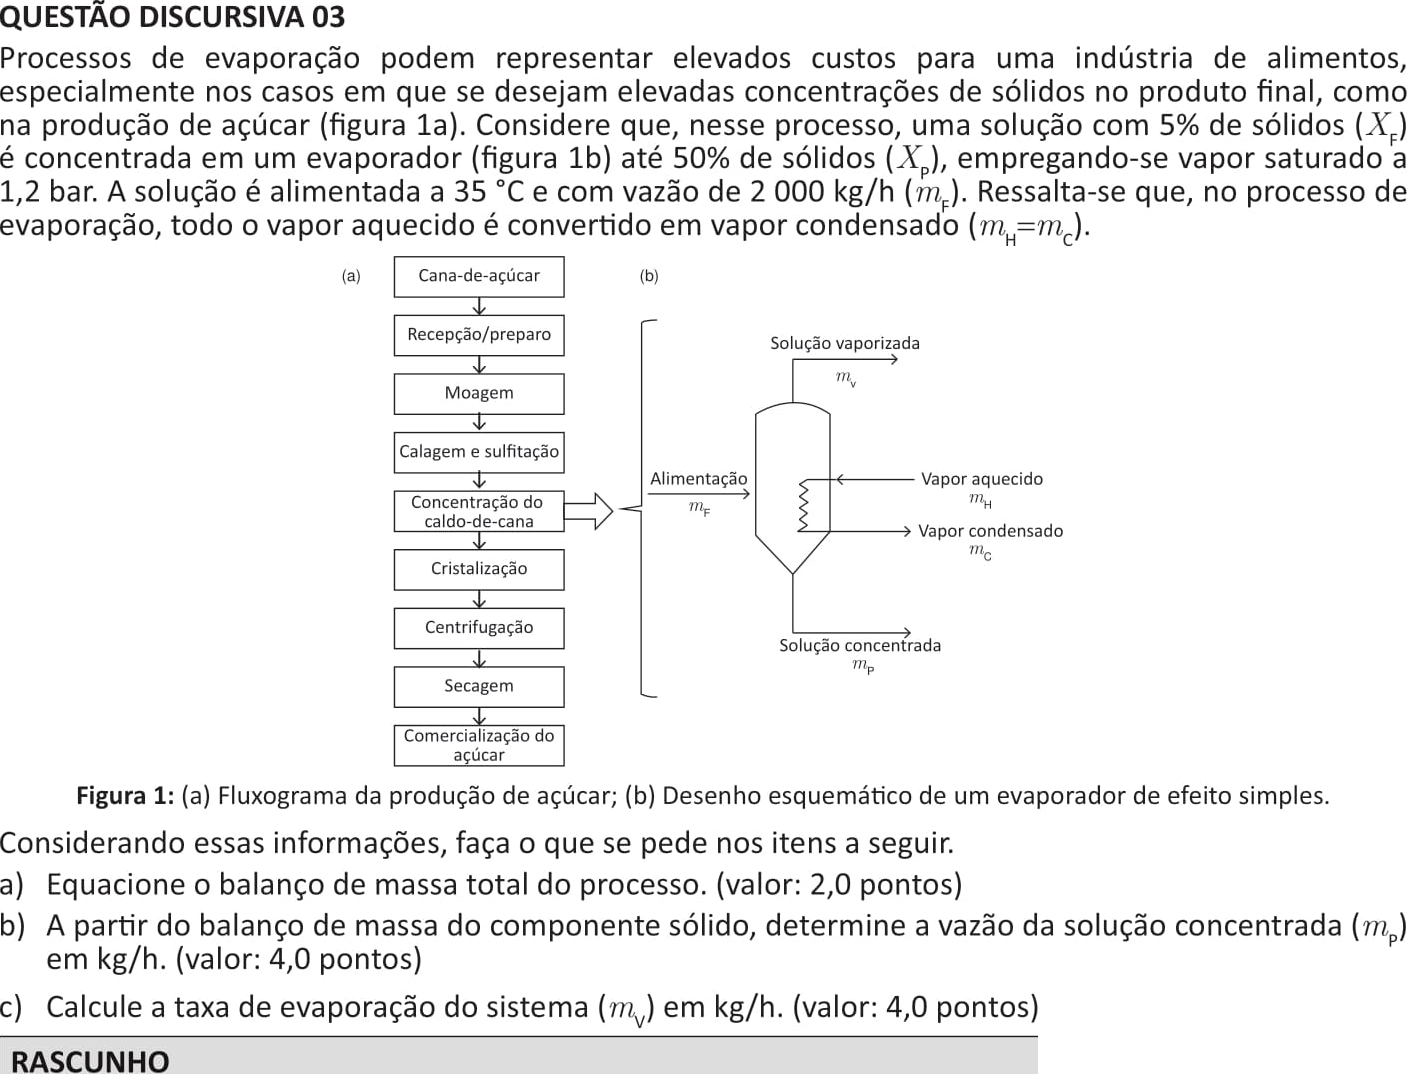 QUESTÃO DISCURSIVA 03
Processos de evaporação podem representar elevados custos para uma indústria de alimentos,
especialmente nos casos em que se desejam elevadas concentrações de sólidos no produto final, como
na produção de açúcar (figura 1a). Considere que, nesse processo, uma solução com 5% de sólidos (X_F)
é concentrada em um evaporador (figura 1b) até 50% de sólidos (X_P), empregando-se vapor saturado a
1,2 bar. A solução é alimentada a 35 °C e com vazão de 2 000 kg/h (m_F). Ressalta-se que, no processo de
evaporação, todo o vapor aquecido é convertido em vapor condensado (m_H=m_C).
(a)
Cana-de-açúcar
Recepção/preparo
Moagem
Calagem e sulfitação
Concentração do
caldo-de-cana
Cristalização
Centrifugação
Secagem
Comercialização do
açúcar
(b)
Solução vaporizada
m_v
Alimentação
m_F
Vapor aquecido
m_H
Vapor condensado
m_C
Solução concentrada
m_P
Figura 1: (a) Fluxograma da produção de açúcar; (b) Desenho esquemático de um evaporador de efeito simples.
Considerando essas informações, faça o que se pede nos itens a seguir.
a) Equacione o balanço de massa total do processo. (valor: 2,0 pontos)
b) A partir do balanço de massa do componente sólido, determine a vazão da solução concentrada (m_P)
em kg/h. (valor: 4,0 pontos)
c) Calcule a taxa de evaporação do sistema (m_V) em kg/h. (valor: 4,0 pontos)
RASCUNHO